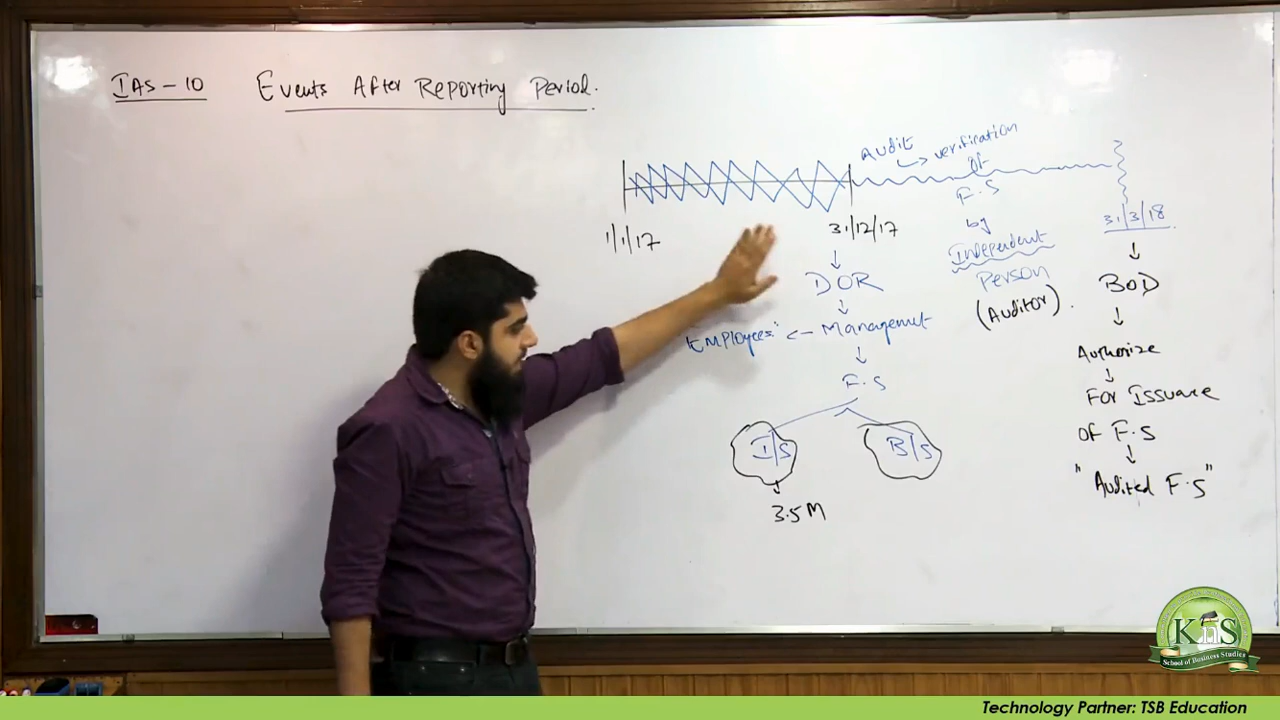 IAS-10 Events After Reporting Period.
Audit
verification
of
F.S
by
Independent
Person
(Auditor).
1/1/17
31/12/17
DOR
Management
Employees
F.S
I/S
B/S
3.5M
31/3/18
BOD
Authorize
For Issuance
Of F.S
"Audited F.S"
KnS
School of Business Studies
Technology Partner: TSB Education